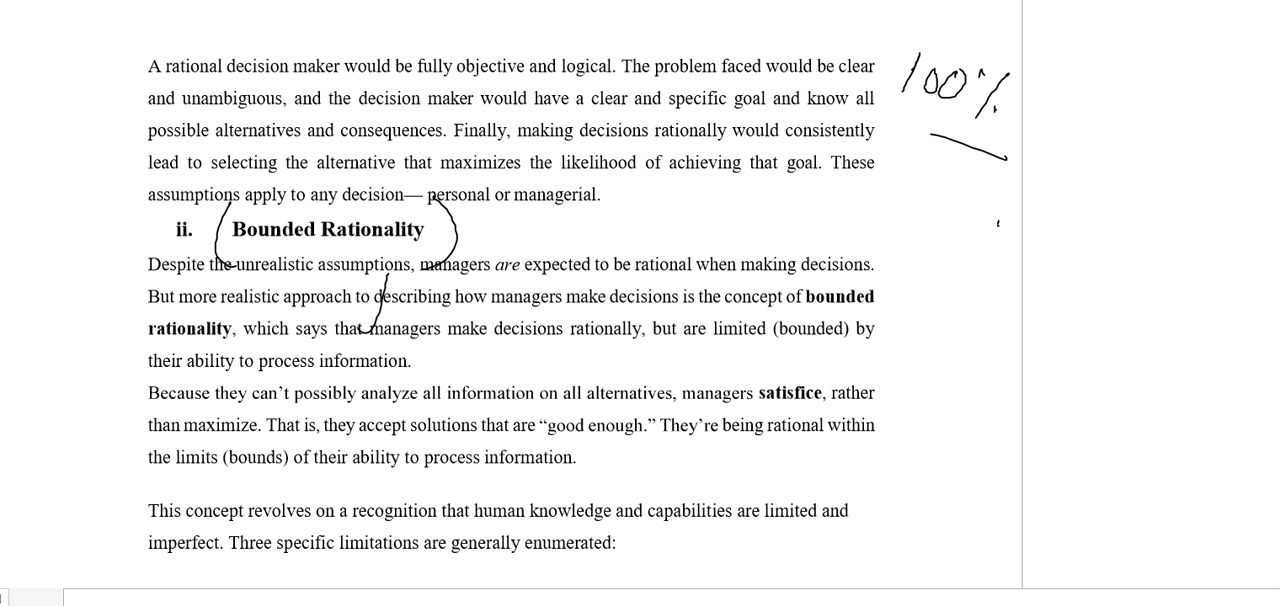 A rational decision maker would be fully objective and logical. The problem faced would be clear
and unambiguous, and the decision maker would have a clear and specific goal and know all
possible alternatives and consequences. Finally, making decisions rationally would consistently
lead to selecting the alternative that maximizes the likelihood of achieving that goal. These
assumptions apply to any decision— personal or managerial.
100%
ii. Bounded Rationality
Despite the unrealistic assumptions, managers are expected to be rational when making decisions.
But more realistic approach to describing how managers make decisions is the concept of bounded
rationality, which says that managers make decisions rationally, but are limited (bounded) by
their ability to process information.
Because they can’t possibly analyze all information on all alternatives, managers satisfice, rather
than maximize. That is, they accept solutions that are “good enough.” They’re being rational within
the limits (bounds) of their ability to process information.
This concept revolves on a recognition that human knowledge and capabilities are limited and
imperfect. Three specific limitations are generally enumerated: